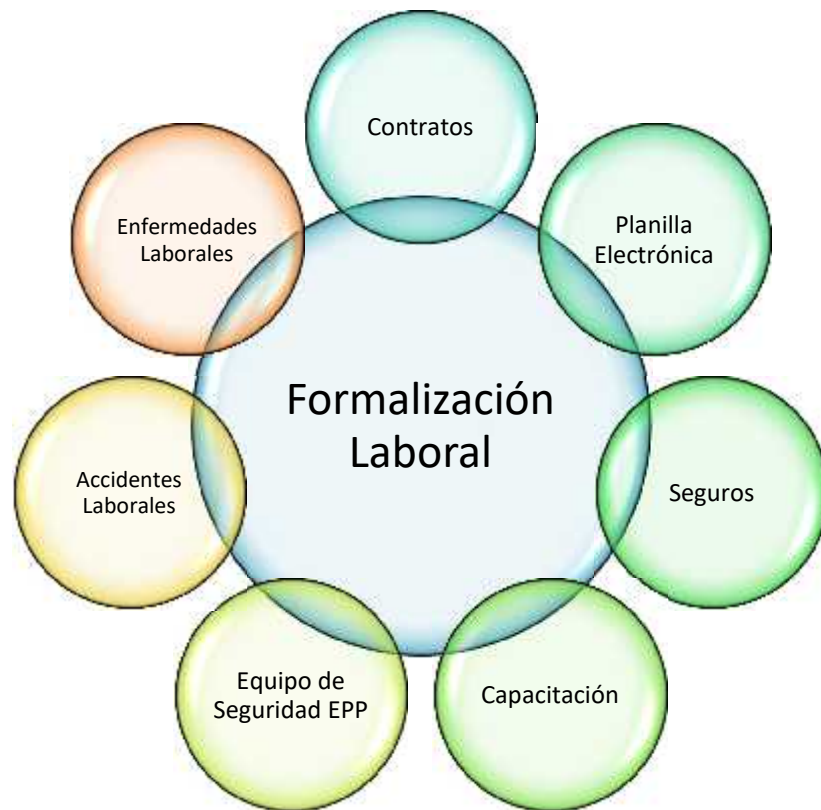 Contratos
Planilla
Electrónica
Seguros
Capacitación
Equipo de
Seguridad EPP
Accidentes
Laborales
Enfermedades
Laborales
Formalización
Laboral